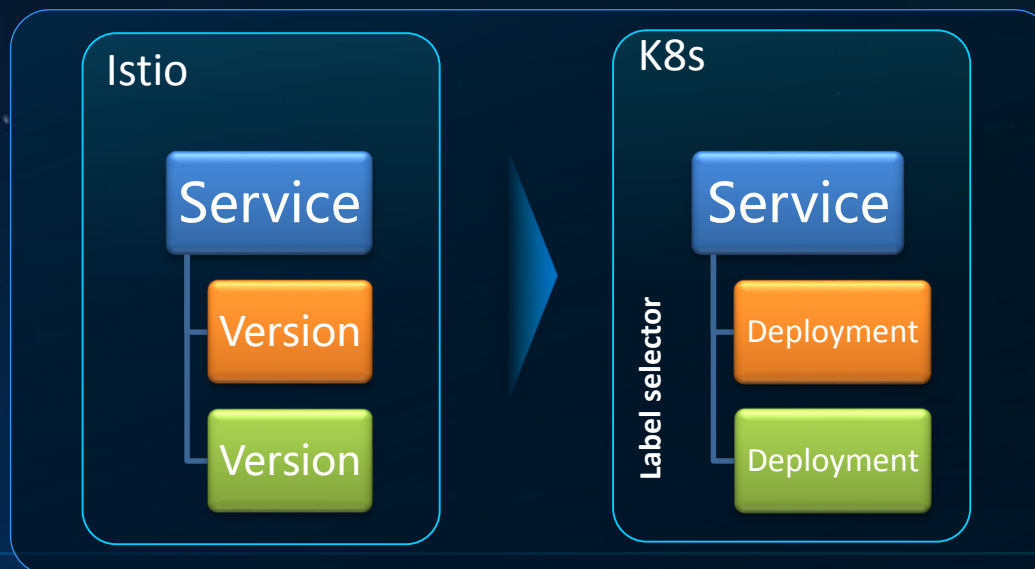 Istio
Service
Version
Version
K8s
Service
Label selector
Deployment
Deployment